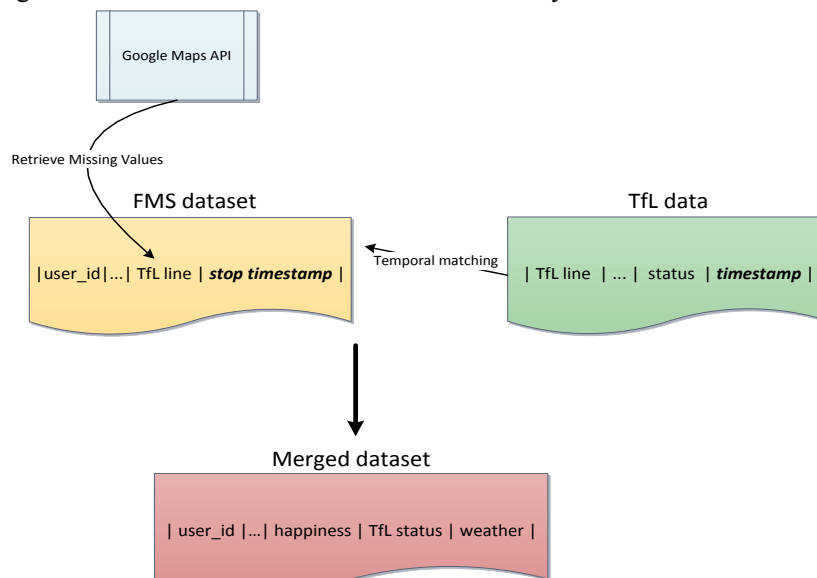 Google Maps API
Retrieve Missing Values
FMS dataset
TfL data
|user_id|...| TfL line | stop timestamp |
Temporal matching
| TfL line | ... | status | timestamp |
Merged dataset
| user_id |...| happiness | TfL status | weather |